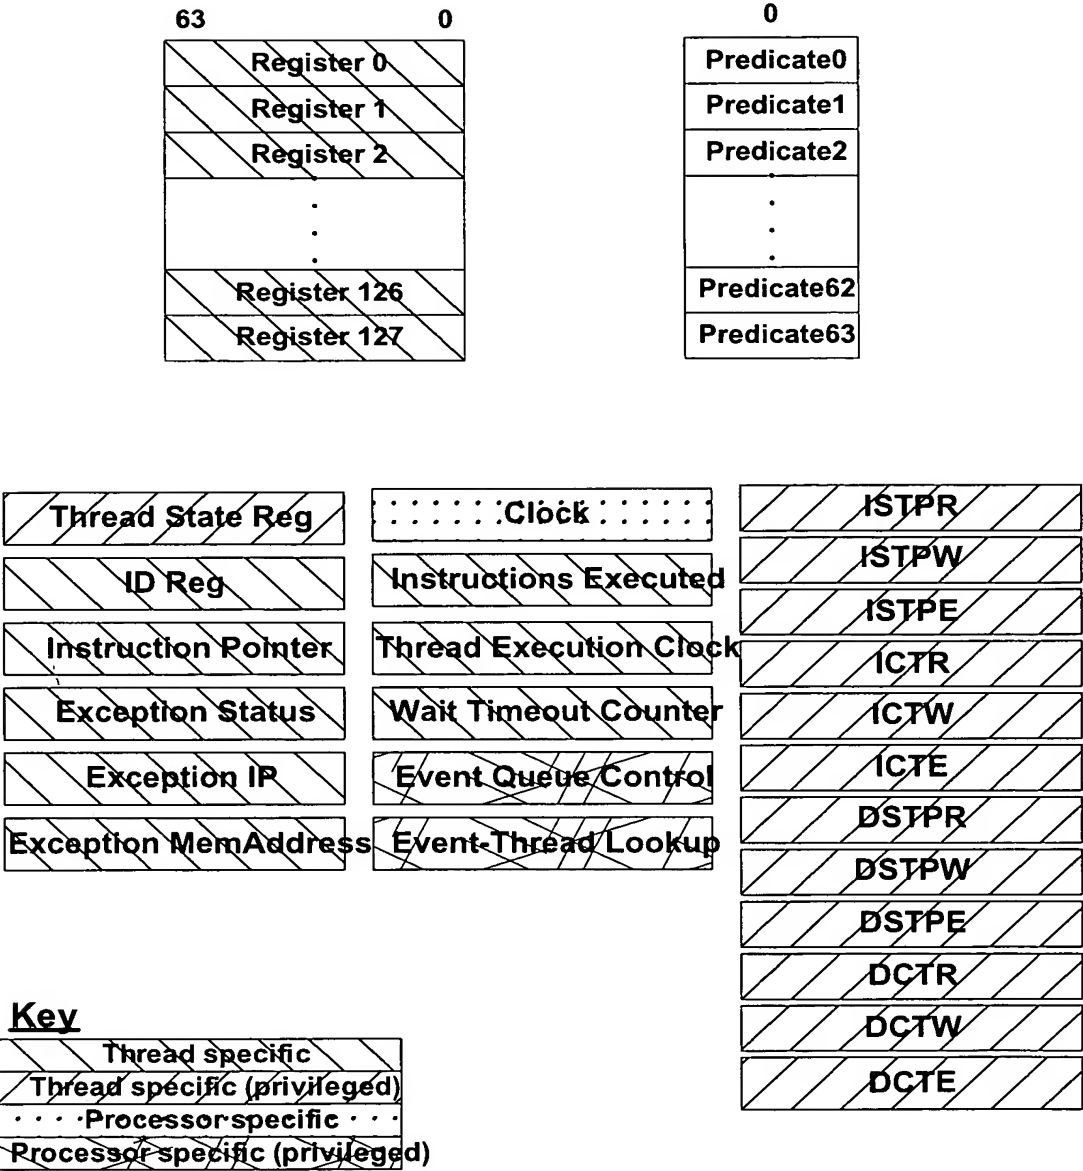 63 0
Register 0
Register 1
Register 2
Register 126
Register 127
0
Predicate0
Predicate1
Predicate2
Predicate62
Predicate63
Thread State Reg
ID Reg
Instruction Pointer
Exception Status
Exception IP
Exception MemAddress
Clock
Instructions Executed
Thread Execution Clock
Wait Timeout Counter
Event Queue Control
Event-Thread Lookup
ISTPR
ISTPW
ISTPE
ICTR
ICTW
ICTE
DSTPR
DSTPW
DSTPE
DCTR
DCTW
DCTE
Key
Thread specific
Thread specific (privileged)
Processor specific
Processor specific (privileged)